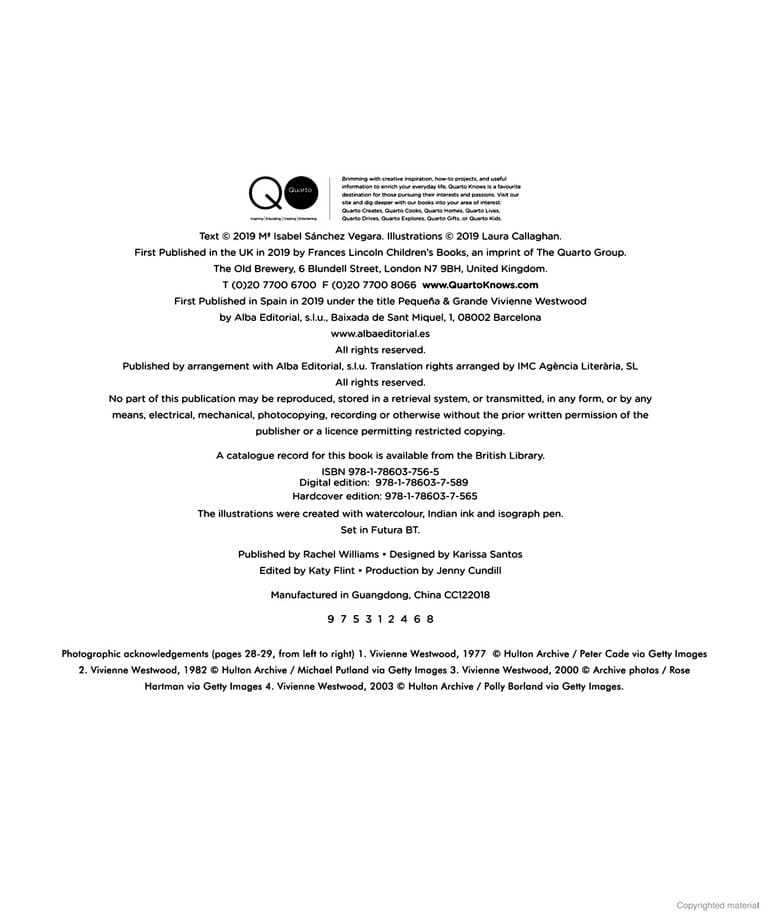 Quarto
Inspiring | Educating | Creating | Entertaining
Brimming with creative inspiration, how-to projects, and useful
information to enrich your everyday life, Quarto Knows is a favourite
destination for those pursuing their interests and passions. Visit our
site and dig deeper with our books into your area of interest:
Quarto Creates, Quarto Cooks, Quarto Homes, Quarto Lives,
Quarto Drives, Quarto Explores, Quarto Gifts, or Quarto Kids.
Text © 2019 Mª Isabel Sánchez Vegara. Illustrations © 2019 Laura Callaghan.
First Published in the UK in 2019 by Frances Lincoln Children's Books, an imprint of The Quarto Group.
The Old Brewery, 6 Blundell Street, London N7 9BH, United Kingdom.
T (0)20 7700 6700 F (0)20 7700 8066 www.QuartoKnows.com
First Published in Spain in 2019 under the title Pequeña & Grande Vivienne Westwood
by Alba Editorial, s.l.u., Baixada de Sant Miquel, 1, 08002 Barcelona
www.albaeditorial.es
All rights reserved.
Published by arrangement with Alba Editorial, s.l.u. Translation rights arranged by IMC Agència Literària, SL
All rights reserved.
No part of this publication may be reproduced, stored in a retrieval system, or transmitted, in any form, or by any
means, electrical, mechanical, photocopying, recording or otherwise without the prior written permission of the
publisher or a licence permitting restricted copying.
A catalogue record for this book is available from the British Library.
ISBN 978-1-78603-756-5
Digital edition: 978-1-78603-7-589
Hardcover edition: 978-1-78603-7-565
The illustrations were created with watercolour, Indian ink and isograph pen.
Set in Futura BT.
Published by Rachel Williams • Designed by Karissa Santos
Edited by Katy Flint • Production by Jenny Cundill
Manufactured in Guangdong, China CC122018
9 7 5 3 1 2 4 6 8
Photographic acknowledgements (pages 28-29, from left to right) 1. Vivienne Westwood, 1977 © Hulton Archive / Peter Cade via Getty Images
2. Vivienne Westwood, 1982 © Hulton Archive / Michael Putland via Getty Images 3. Vivienne Westwood, 2000 © Archive photos / Rose
Hartman via Getty Images 4. Vivienne Westwood, 2003 © Hulton Archive / Polly Borland via Getty Images.
Copyrighted material